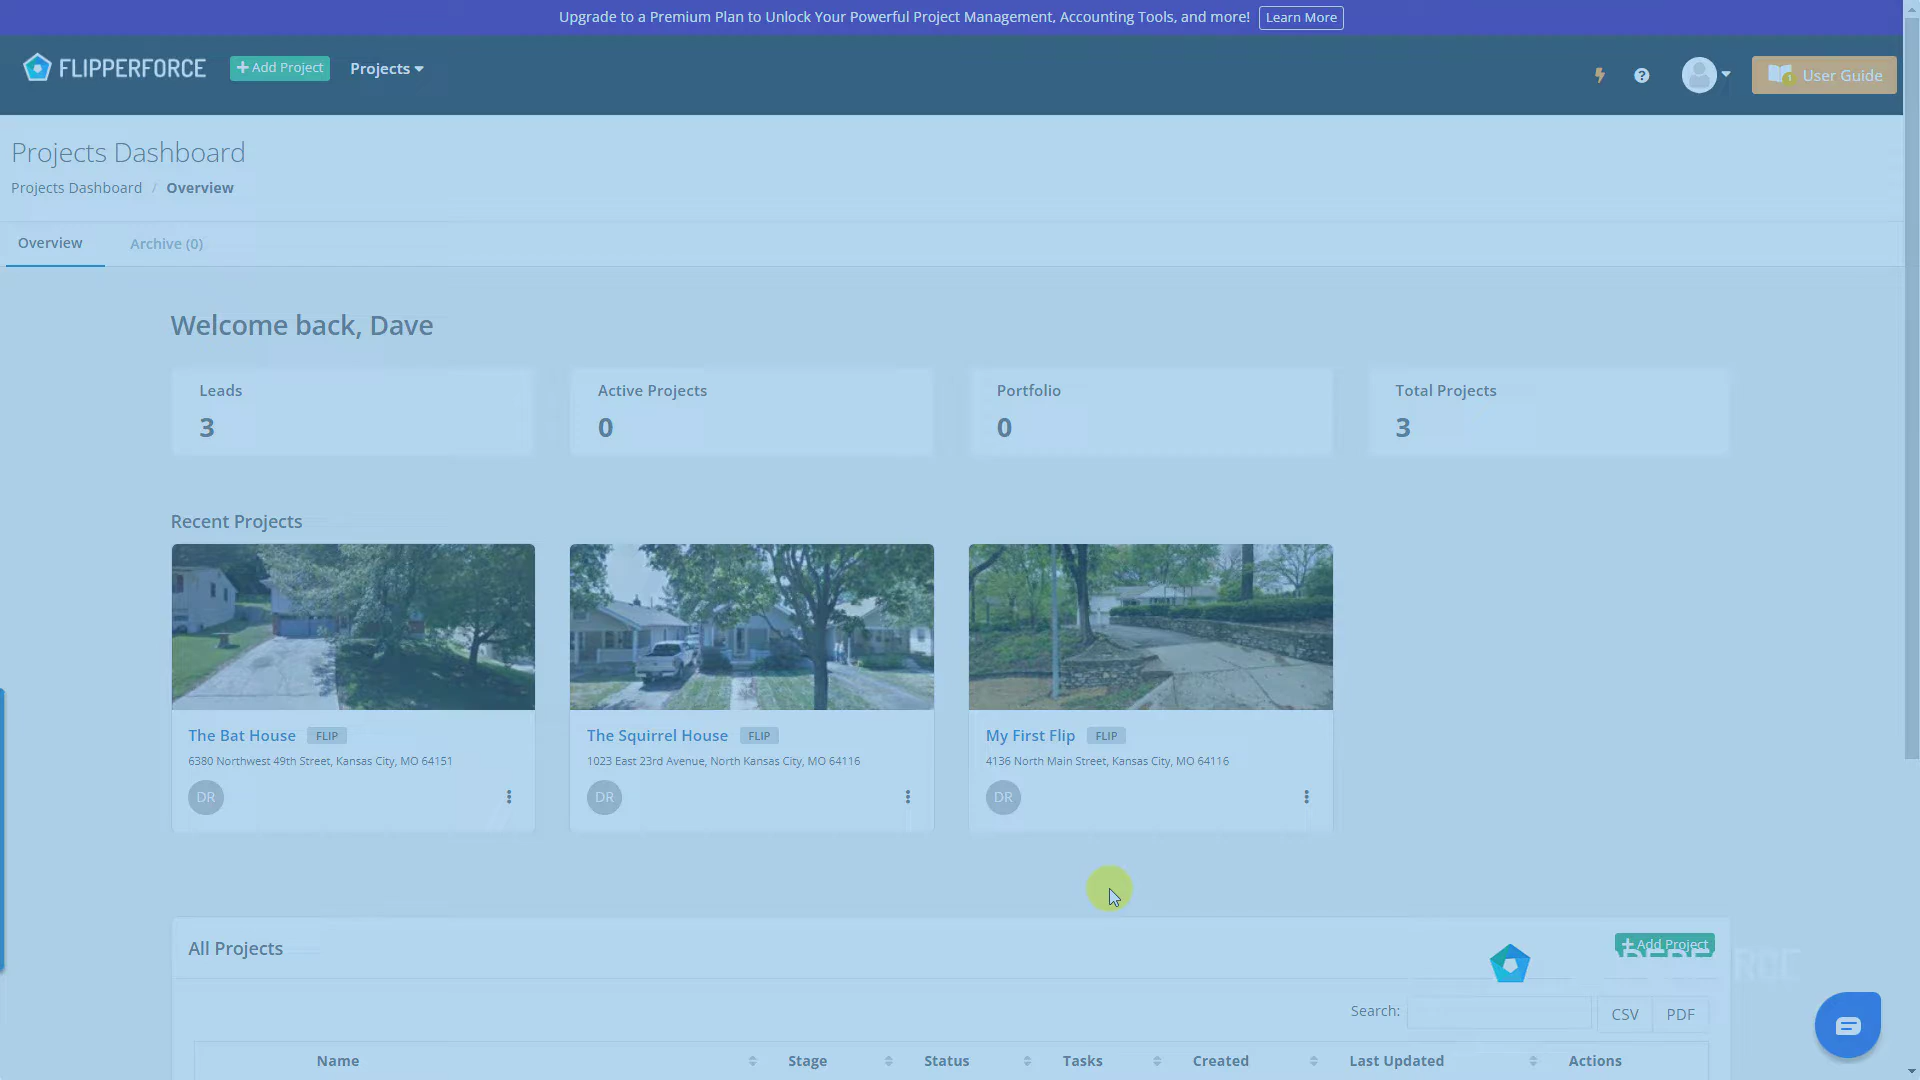 Upgrade to a Premium Plan to Unlock Your Powerful Project Management, Accounting Tools, and more! Learn More
FLIPPERFORCE
Add Project
Projects
User Guide
Projects Dashboard
Projects Dashboard / Overview
Overview
Archive (0)
Welcome back, Dave
Leads
3
Active Projects
0
Portfolio
0
Total Projects
3
Recent Projects
The Bat House FLIP
6380 Northwest 49th Street, Kansas City, MO 64151
DR
The Squirrel House FLIP
1023 East 23rd Avenue, North Kansas City, MO 64116
DR
My First Flip FLIP
4136 North Main Street, Kansas City, MO 64116
DR
All Projects
Add Project
Search:
CSV
PDF
Name
Stage
Status
Tasks
Created
Last Updated
Actions